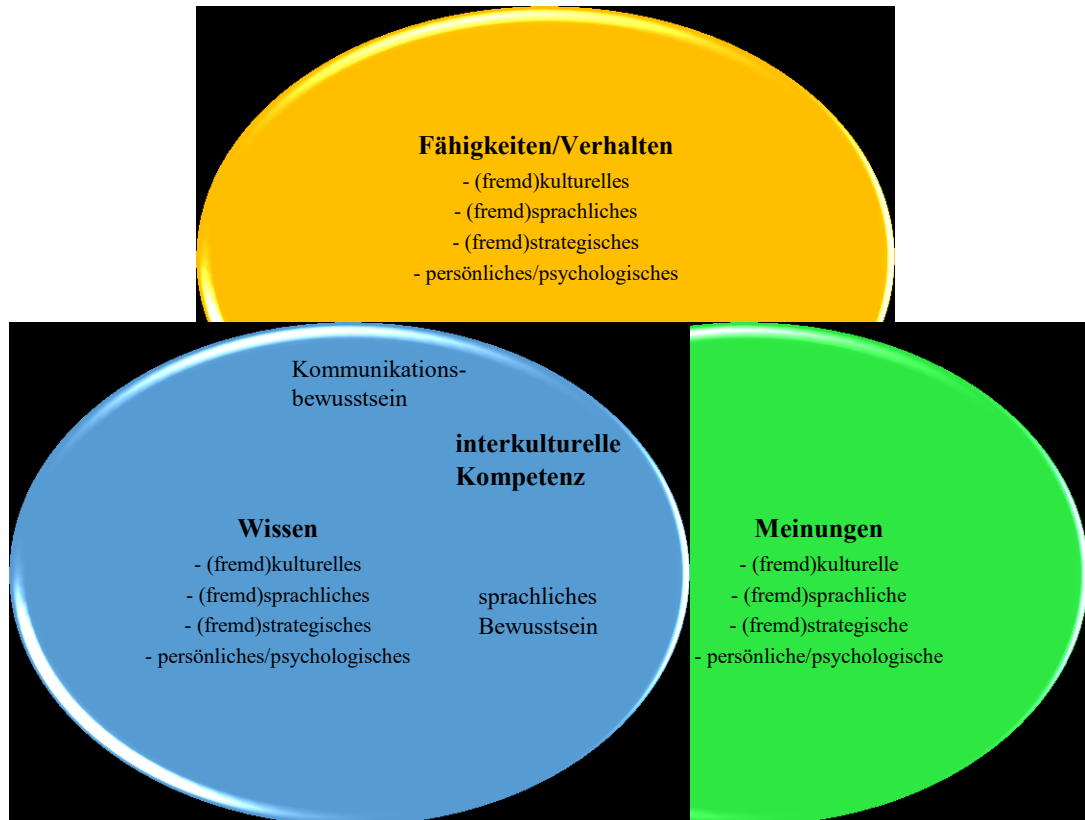 Fähigkeiten/Verhalten
- (fremd)kulturelles
- (fremd)sprachliches
- (fremd)strategisches
- persönliches/psychologisches
Kommunikations-
bewusstsein
interkulturelle
Kompetenz
Wissen
- (fremd)kulturelles
- (fremd)sprachliches
- (fremd)strategisches
- persönliches/psychologisches
sprachliches
Bewusstsein
Meinungen
- (fremd)kulturelle
- (fremd)sprachliche
- (fremd)strategische
- persönliche/psychologische